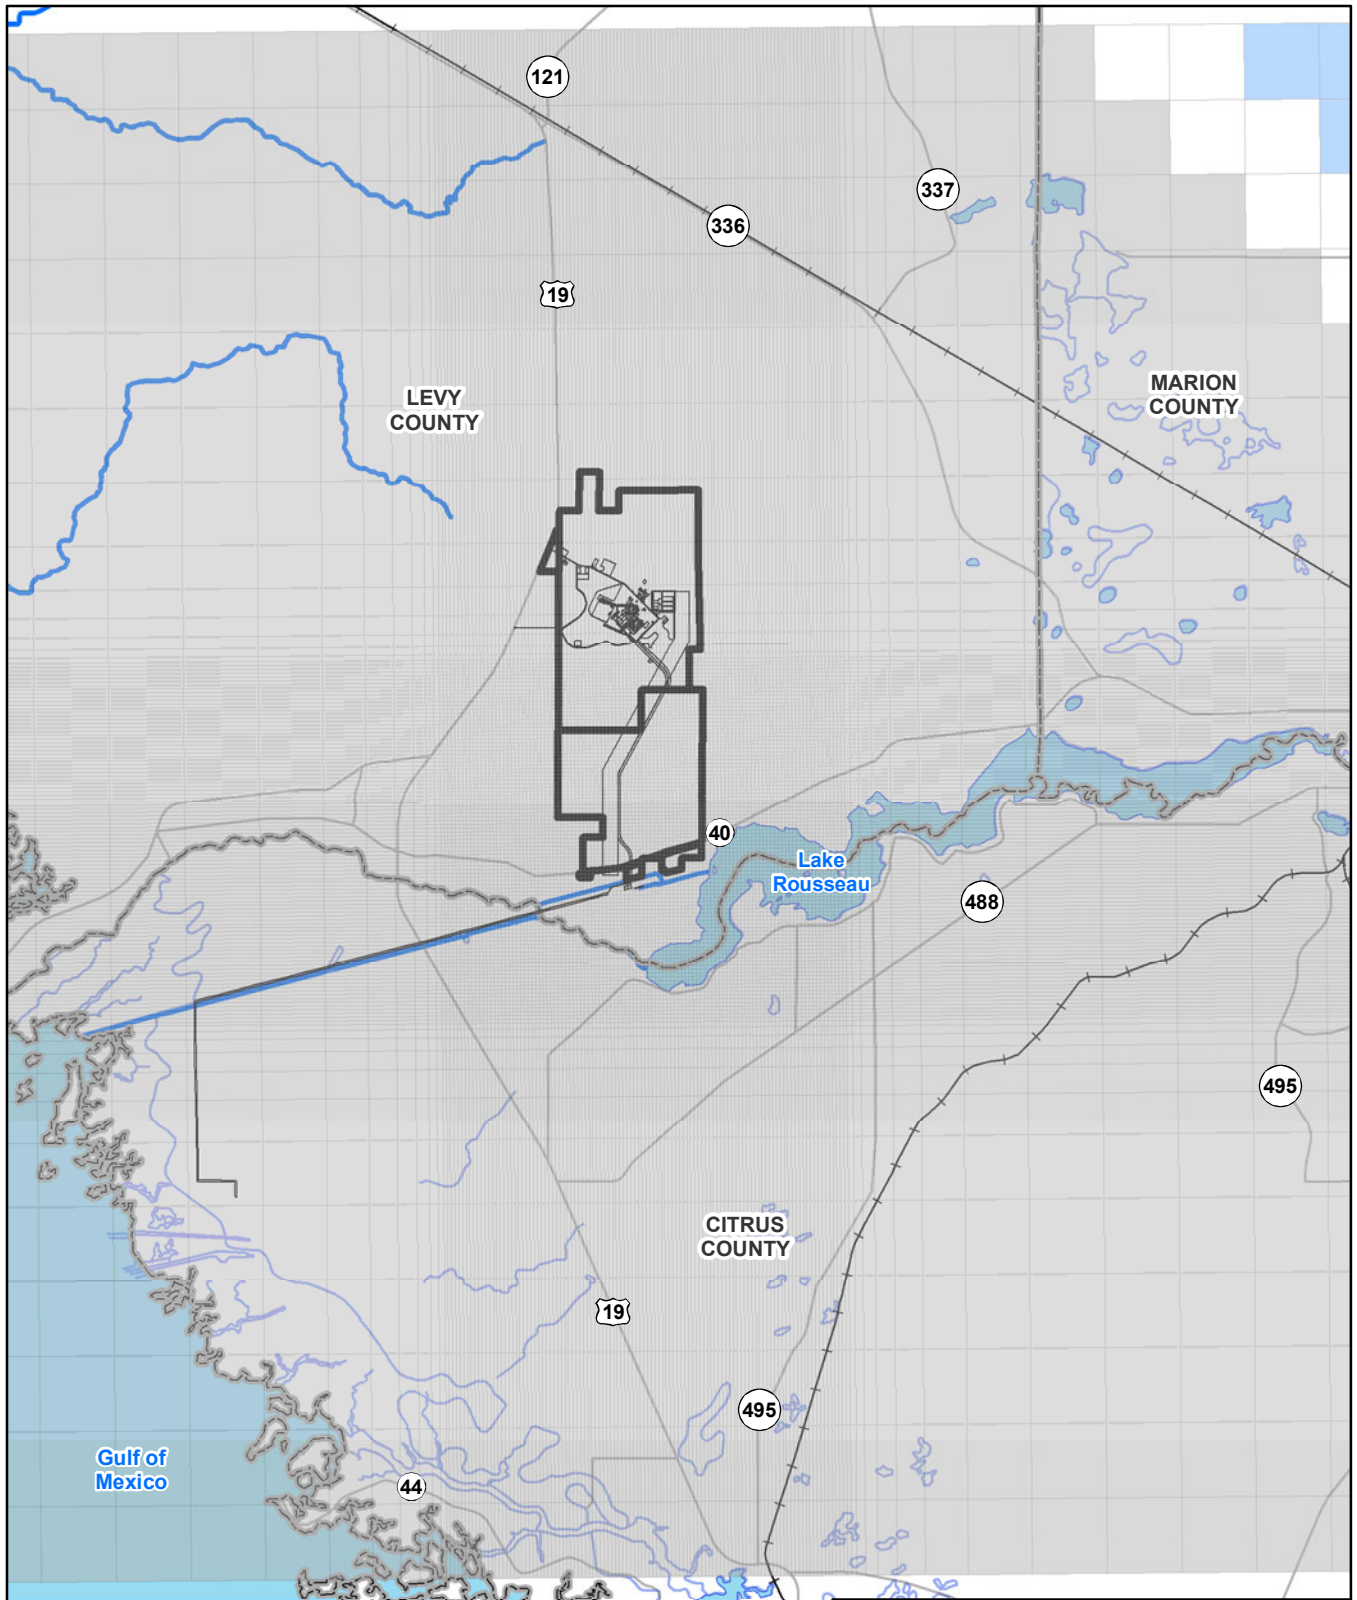 121
337
336
19
LEVY
COUNTY
MARION
COUNTY
40
Lake
Rousseau
488
495
CITRUS
COUNTY
19
495
Gulf of
Mexico
44